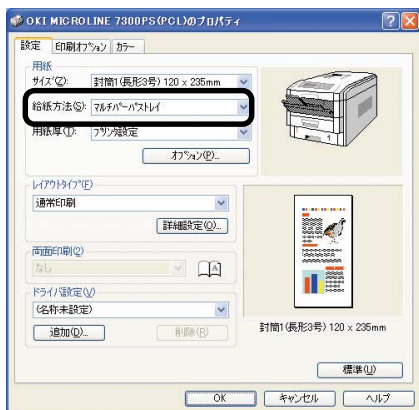 OKI MICROLINE 7300PS(PCL)のプロパティ
設定 印刷オプション カラー
用紙
サイズ(Z): 封筒1(長形3号) 120 x 235mm
給紙方法(S): マルチパーパストレイ
用紙厚(T): プリンタ設定
オプション(P)...
レイアウトタイプ(F)
通常印刷
詳細設定(O)...
両面印刷(2)
なし
ドライバ設定(V)
(名称未設定)
追加(D)...
削除(R)
封筒1(長形3号) 120 x 235mm
標準(U)
OK キャンセル ヘルプ